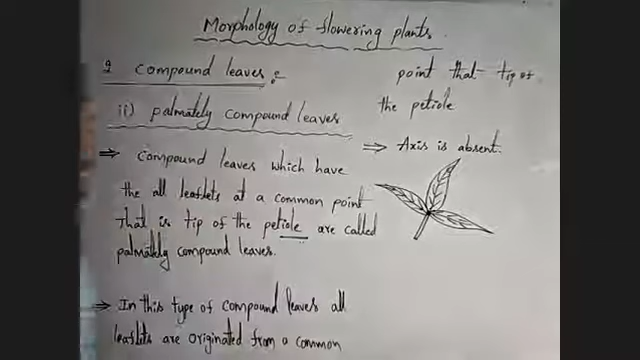 Morphology of flowering plants.
compound leaves :-
ii) palmately compound leaves
⇒ compound leaves which have
the all leaflets at a common point
That is tip of the petiole are called
palmately compound leaves.
⇒ In this type of compound leaves all
leaflets are originated from a common
point that tip of
the petiole
⇒ Axis is absent.